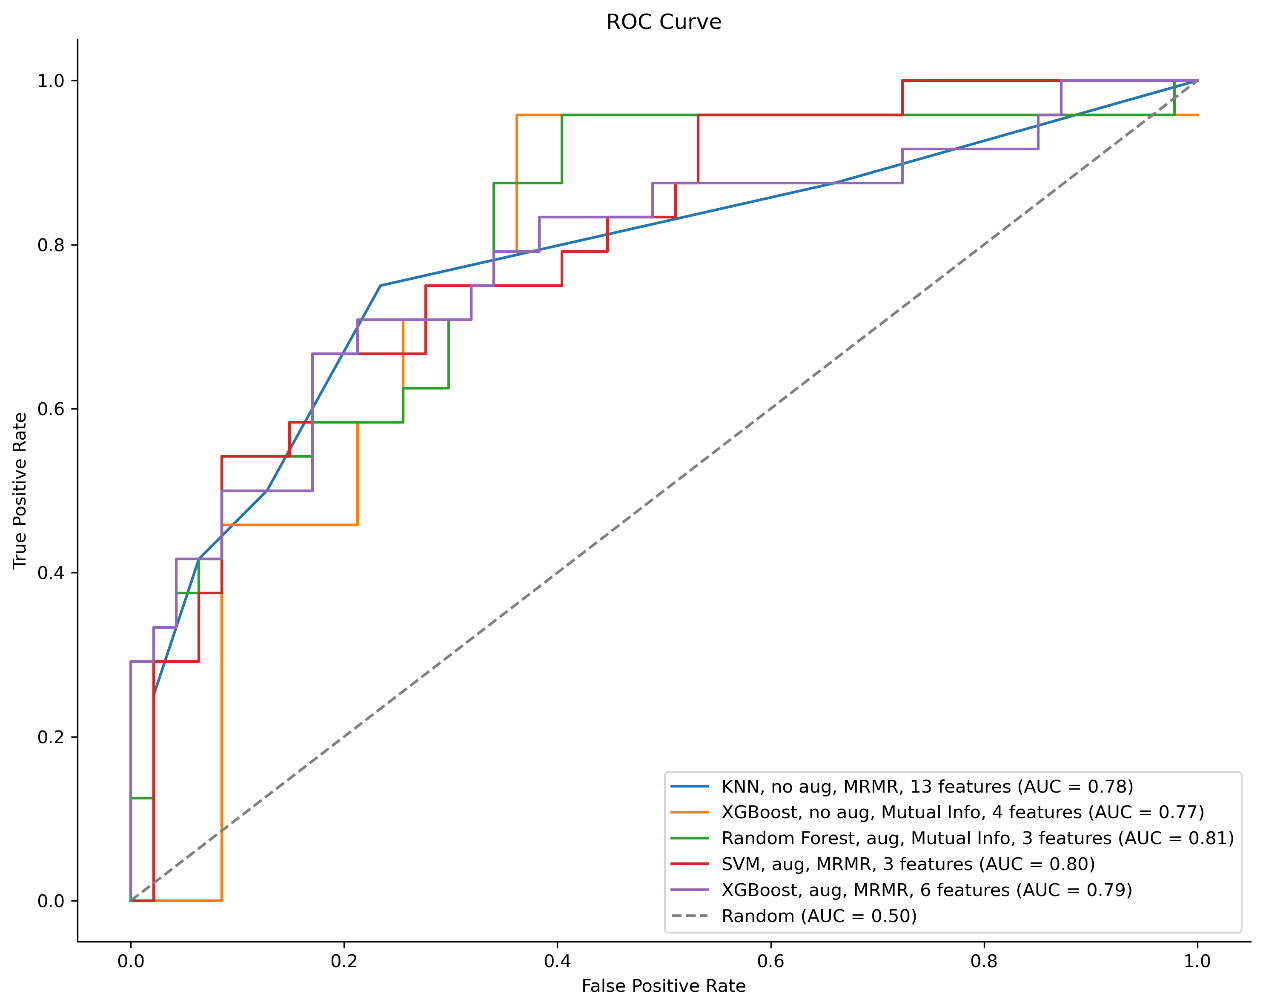 ROC Curve
1.0
0.8
0.6
0.4
0.2
0.0
True Positive Rate
KNN, no aug, MRMR, 13 features (AUC = 0.78)
XGBoost, no aug, Mutual Info, 4 features (AUC = 0.77)
Random Forest, aug, Mutual Info, 3 features (AUC = 0.81)
SVM, aug, MRMR, 3 features (AUC = 0.80)
XGBoost, aug, MRMR, 6 features (AUC = 0.79)
Random (AUC = 0.50)
0.0 0.2 0.4 0.6 0.8 1.0
False Positive Rate